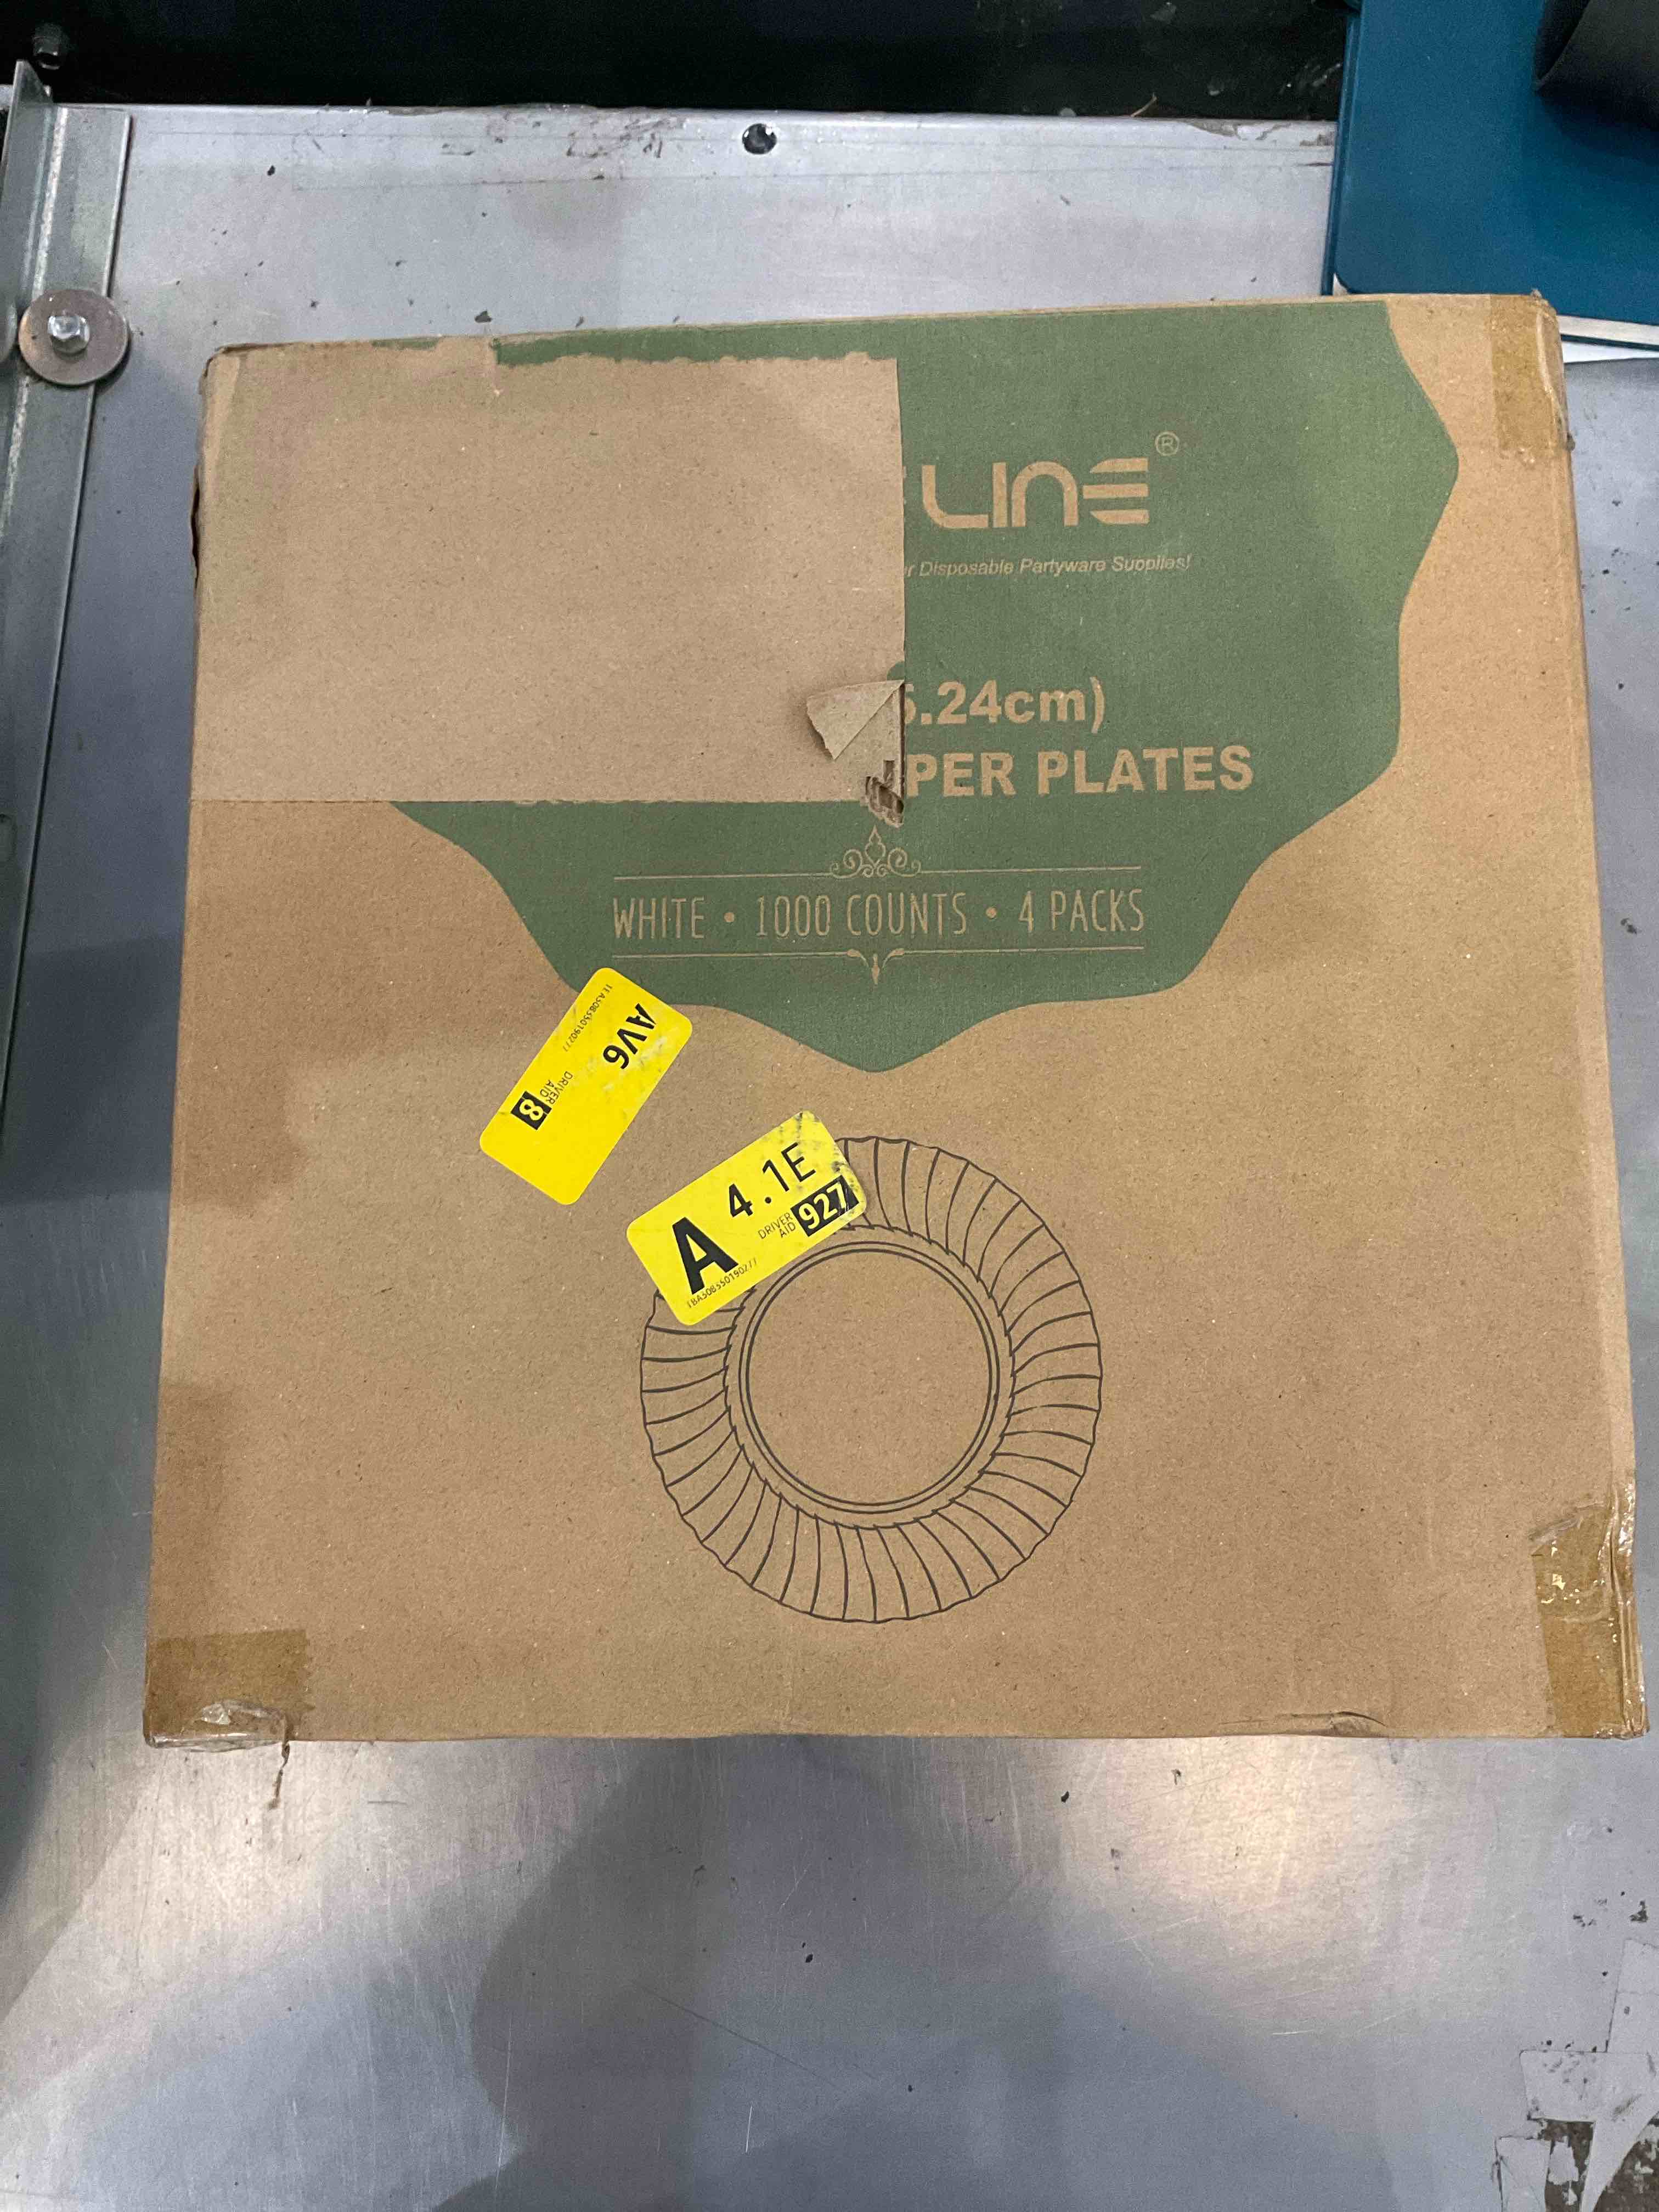 LINE®
r Disposable Partyware Supplies!
.24cm)
PER PLATES
WHITE • 1000 COUNTS • 4 PACKS
AV6
DRIVER
AID
8
4.1E
A
DRIVER
AID
927